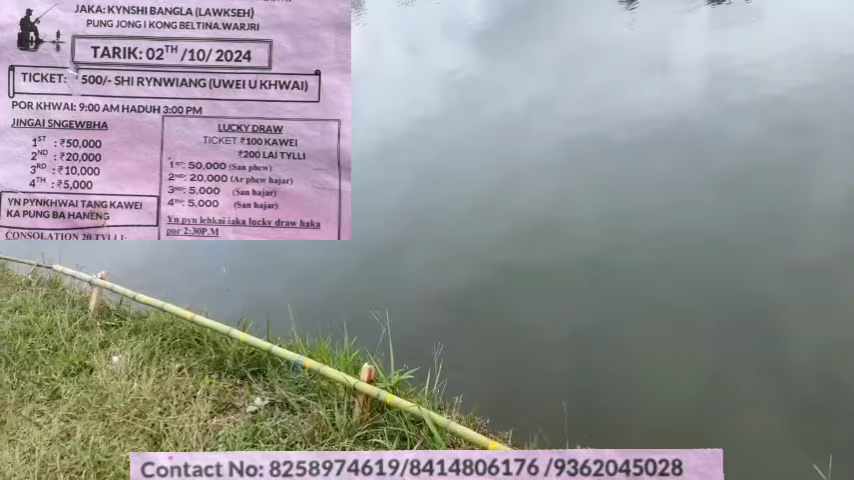 JAKA: KYNSHI BANGLA (LAWKSEH)
PUNG JONG I KONG BELTINA.WARJRI
TARIK: 02TH /10/ 2024
TICKET: 500/- SHI RYNWIANG (UWEI U KHWAI)
POR KHWAI: 9:00 AM HADUH 3:00 PM
JINGAI SNGEWBHA
1ST : ₹50,000
2ND : ₹20,000
3RD : ₹10,000
4TH : ₹5,000
YN PYNKHWAI TANG KAWEI
KA PUNG BA HANENG
CONSOLATION 20 TYLLI:
LUCKY DRAW
TICKET ₹100 KAWEI
₹200 LAI TYLLI
1ST: 50,000 (San phew)
2ND: 20,000 (Ar phew hajar)
3RD: 5,000 (San hajar)
4TH: 5,000 (San hajar)
Yn pyn lehkai iaka lucky draw haka
por 2:30P.M
Contact No: 8258974619/8414806176 /9362045028